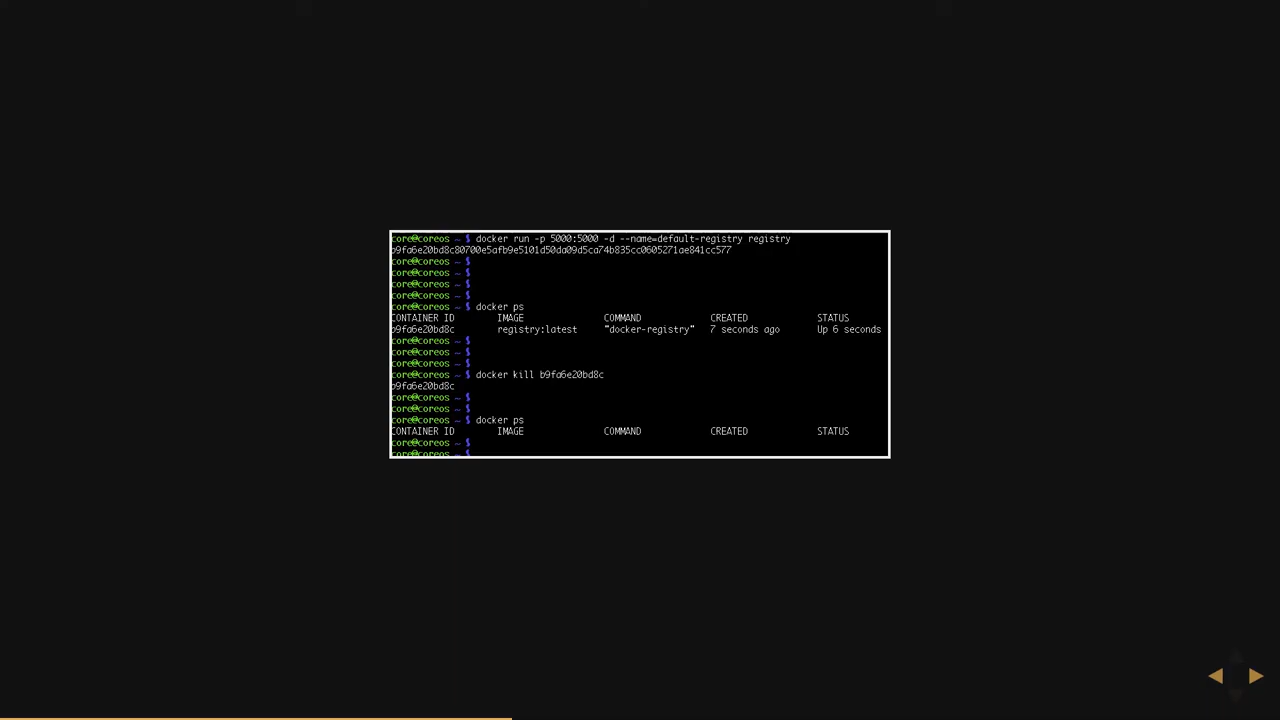 core@coreos ~ $ docker run -p 5000:5000 -d --name=default-registry registry
b9fa6e20bd8c80700e5afb9e5101d50da09d5ca74b835cc0605271ae841cc577
core@coreos ~ $
core@coreos ~ $
core@coreos ~ $
core@coreos ~ $
core@coreos ~ $ docker ps
CONTAINER ID IMAGE COMMAND CREATED STATUS
b9fa6e20bd8c registry:latest "docker-registry" 7 seconds ago Up 6 seconds
core@coreos ~ $
core@coreos ~ $
core@coreos ~ $
core@coreos ~ $ docker kill b9fa6e20bd8c
b9fa6e20bd8c
core@coreos ~ $
core@coreos ~ $
core@coreos ~ $ docker ps
CONTAINER ID IMAGE COMMAND CREATED STATUS
core@coreos ~ $
core@coreos ~ $